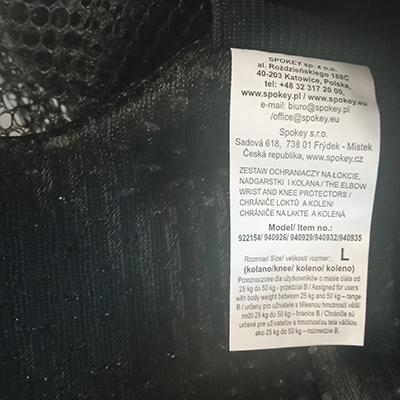 SPOKEY sp. z o.o.
al. Roździeńskiego 188C
40-203 Katowice, Polska,
tel: +48 32 317 20 00,
www.spokey.pl / www.spokey.eu
e-mail: biuro@spokey.pl
/office@spokey.eu
Spokey s.r.o.
Sadová 618, 738 01 Frýdek - Místek
Česká republika, www.spokey.cz
ZESTAW OCHRANIACZY NA ŁOKCIE,
NADGARSTKI I KOLANA / THE ELBOW
WRIST AND KNEE PROTECTORS /
CHRÁNIČE LOKTŮ A KOLEN/
CHRÁNIČE NA LAKTE A KOLENÁ
Model/ Item no.:
922154/ 940926/ 940929/940932/940935
Rozmiar/ Size/ velikost/ rozmer:: L
(kolano/knee/ koleno/ koleno)
Przeznaczone dla użytkowników o masie ciała od
25 kg do 50 kg - przedział B / Assigned for users
with body weight between 25 kg and 50 kg – range
B / určeny pro uživatele s tělesnou hmotností větší
než 25 kg do 50 kg – hranice B / Chrániče sú
určené pre užívateľov s hmotnosťou tela väčšou
ako 25 kg do 50 kg – rozmedzie B.